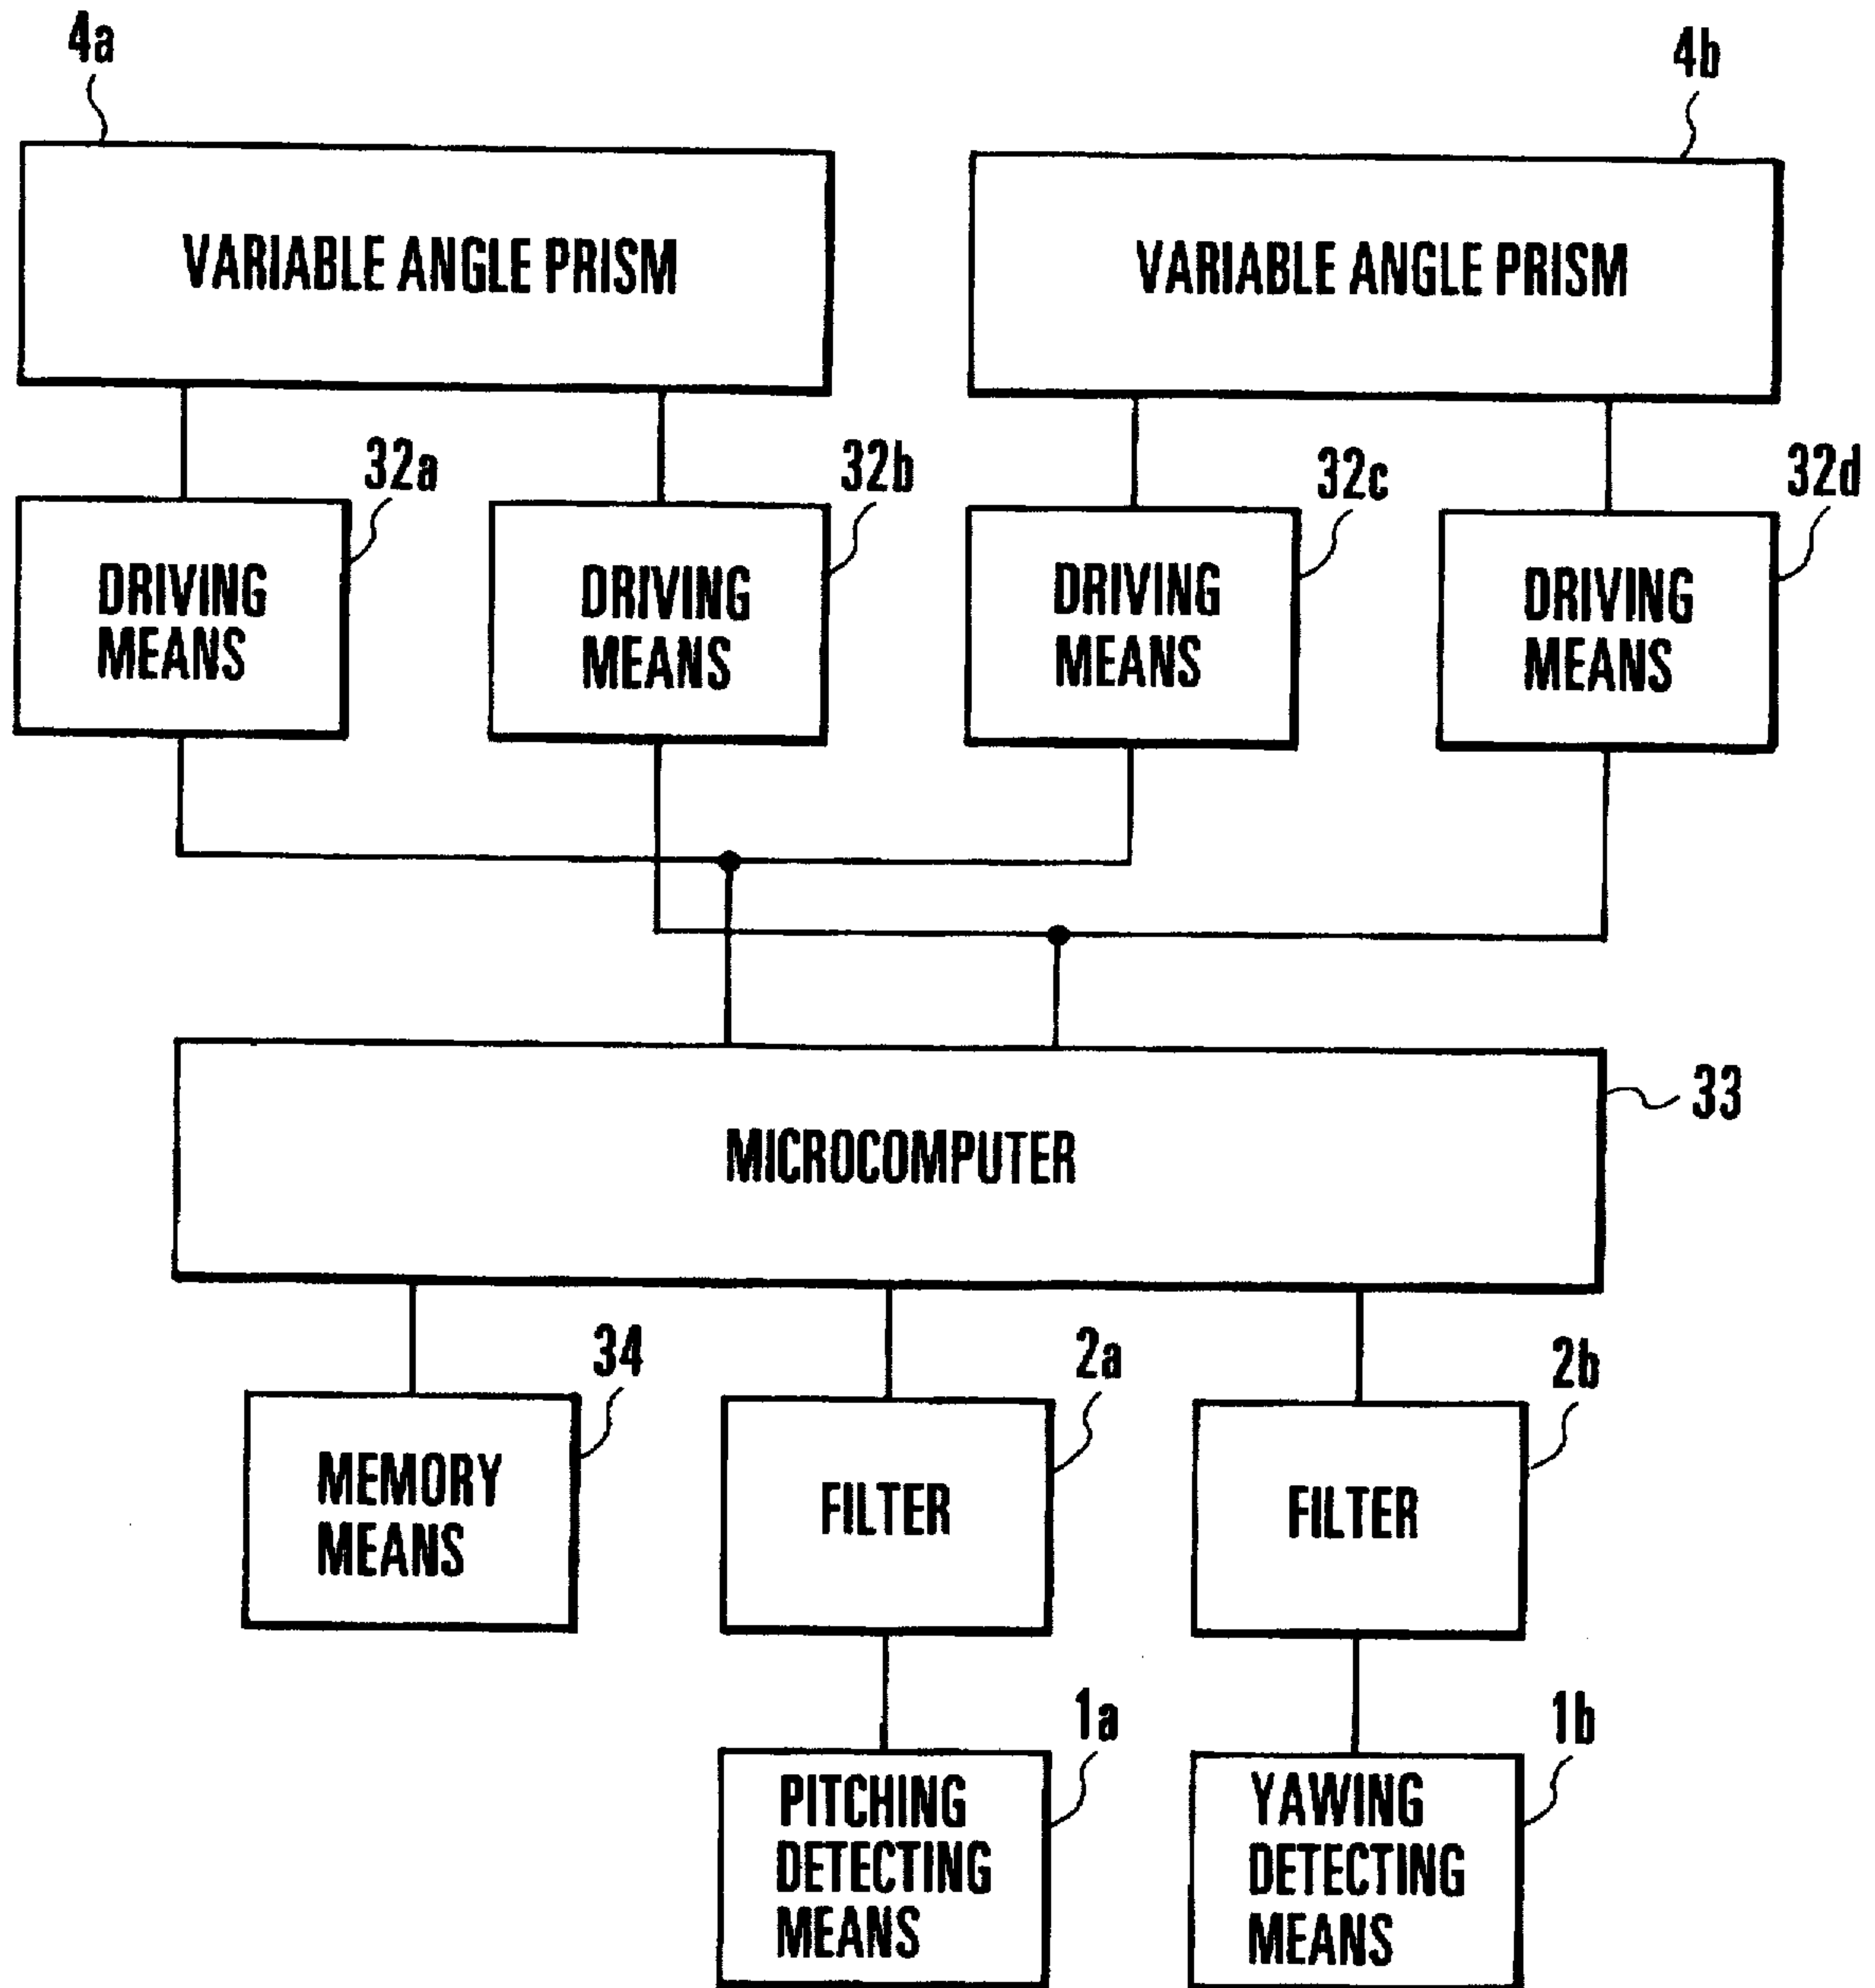 4a
4b
VARIABLE ANGLE PRISM
VARIABLE ANGLE PRISM
32a
32b
32c
32d
DRIVING
MEANS
DRIVING
MEANS
DRIVING
MEANS
DRIVING
MEANS
33
MICROCOMPUTER
34
2a
2b
MEMORY
MEANS
FILTER
FILTER
1a
1b
PITCHING
DETECTING
MEANS
YAWING
DETECTING
MEANS